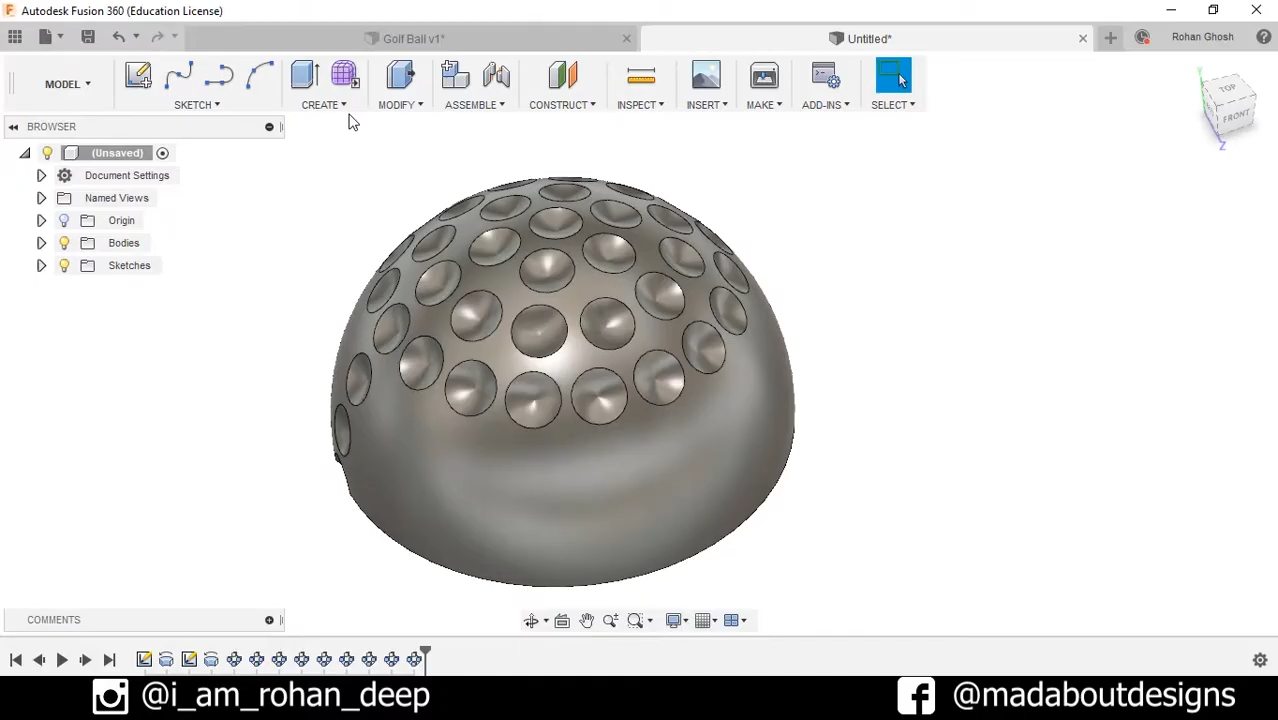 Autodesk Fusion 360 (Education License)
Golf Ball v1*
Untitled*
Rohan Ghosh
MODEL
SKETCH
CREATE
MODIFY
ASSEMBLE
CONSTRUCT
INSPECT
INSERT
MAKE
ADD-INS
SELECT
BROWSER
(Unsaved)
Document Settings
Named Views
Origin
Bodies
Sketches
TOP
FRONT
Y
Z
COMMENTS
@i_am_rohan_deep
@madaboutdesigns